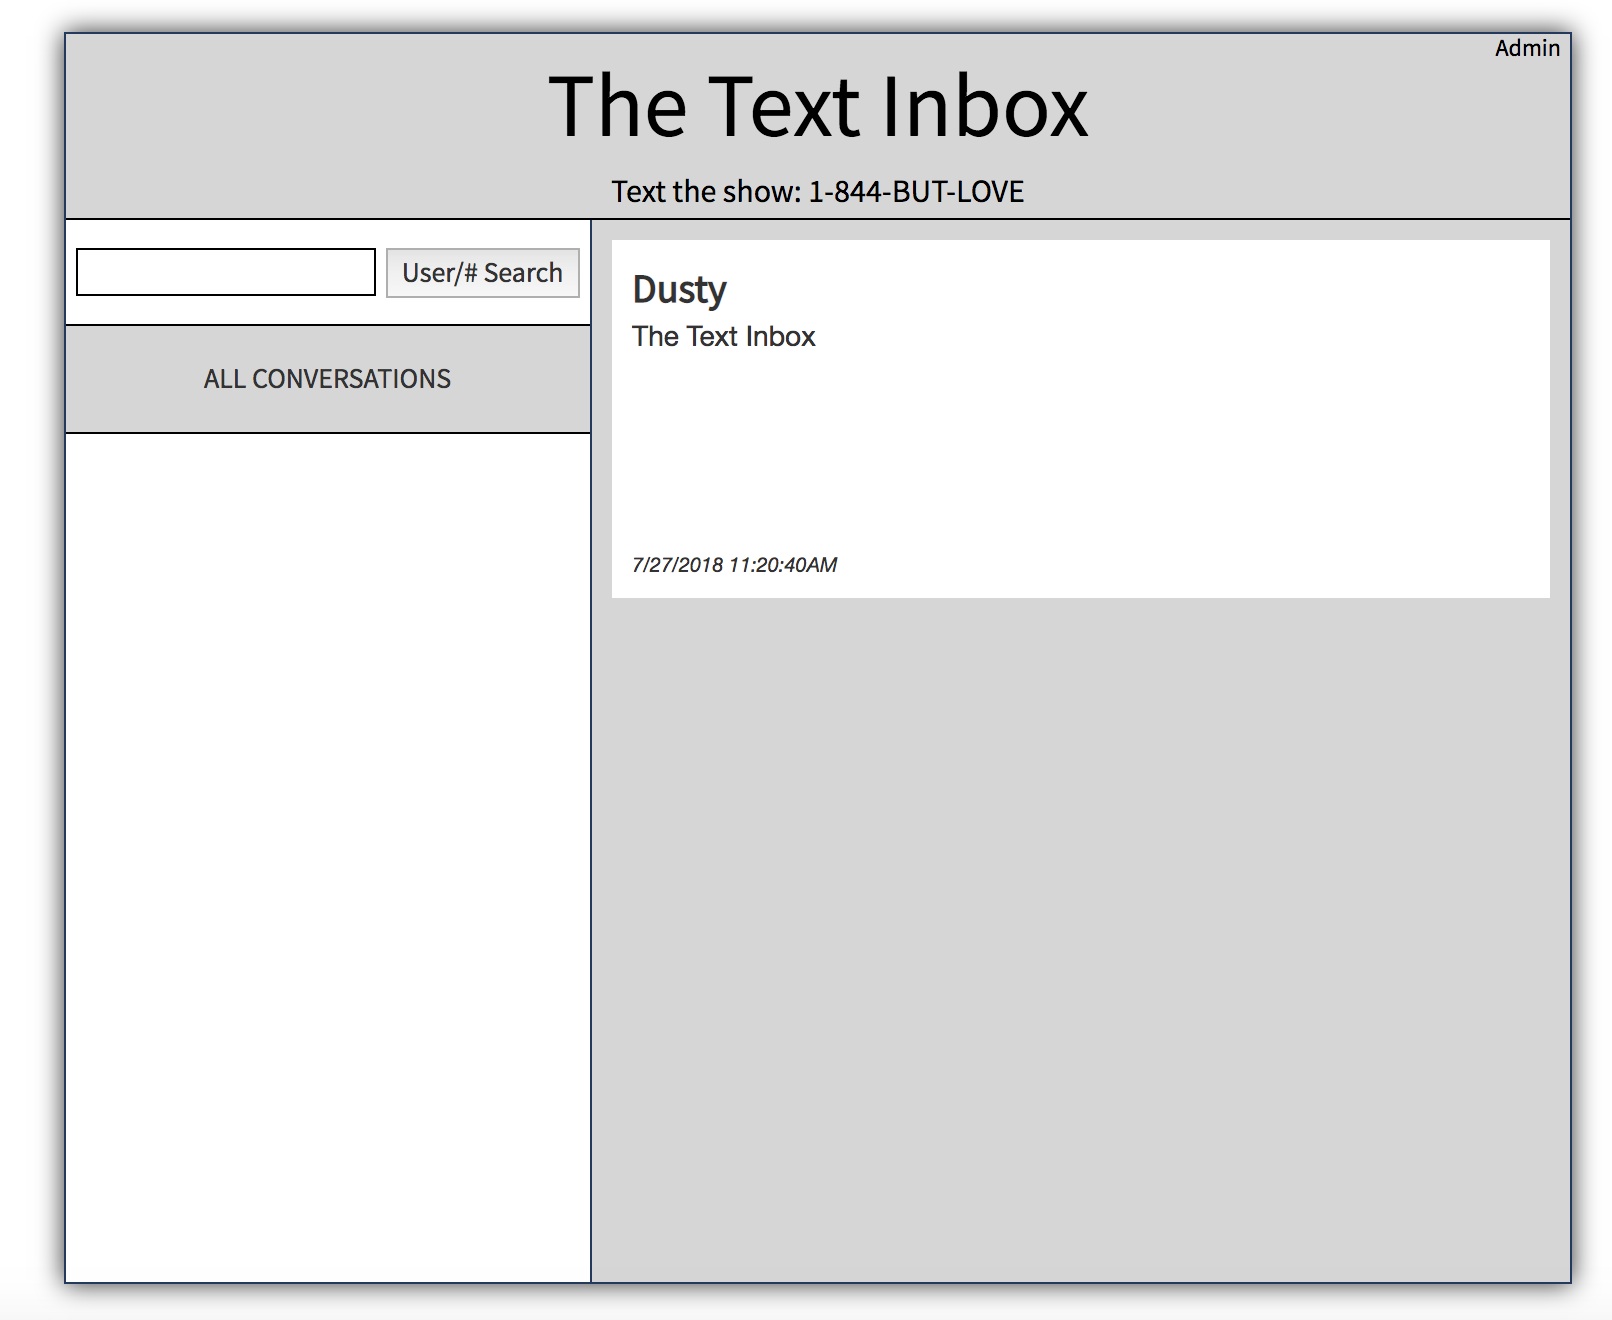 Admin
The Text Inbox
Text the show: 1-844-BUT-LOVE
User/# Search
ALL CONVERSATIONS
Dusty
The Text Inbox
7/27/2018 11:20:40AM